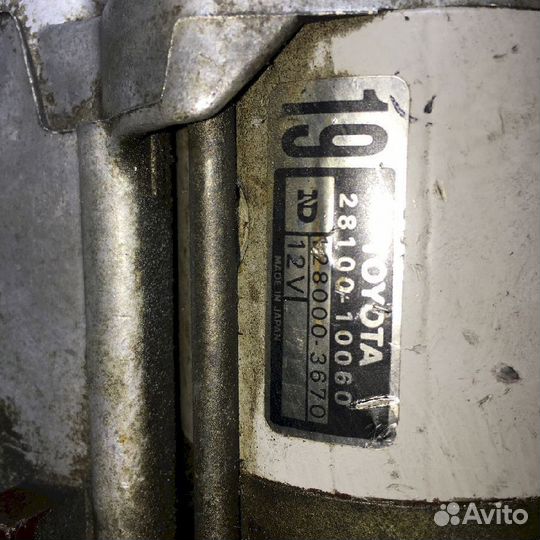 19
TOYOTA
28100-10060
ND 128000-3670
12V
MADE IN JAPAN
Avito